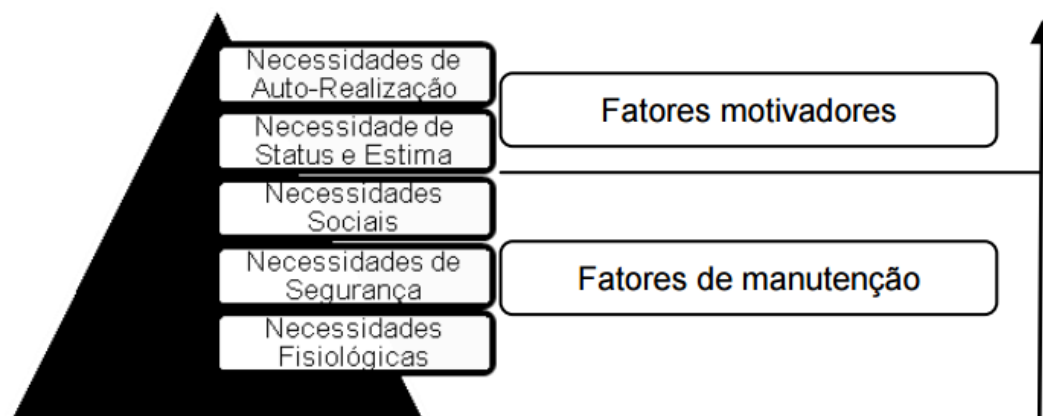 Necessidades de
Auto-Realização
Necessidade de
Status e Estima
Fatores motivadores
Necessidades
Sociais
Necessidades de
Segurança
Fatores de manutenção
Necessidades
Fisiológicas